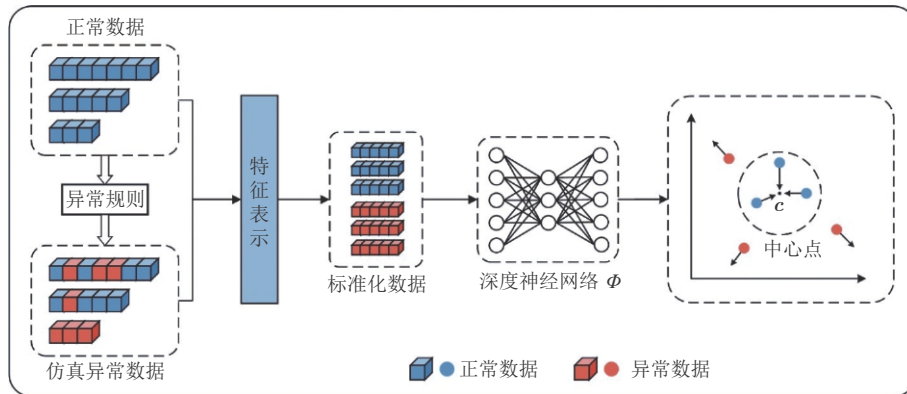 正常数据
异常规则
仿真异常数据
特征表示
标准化数据
深度神经网络 Φ
c
中心点
正常数据
异常数据